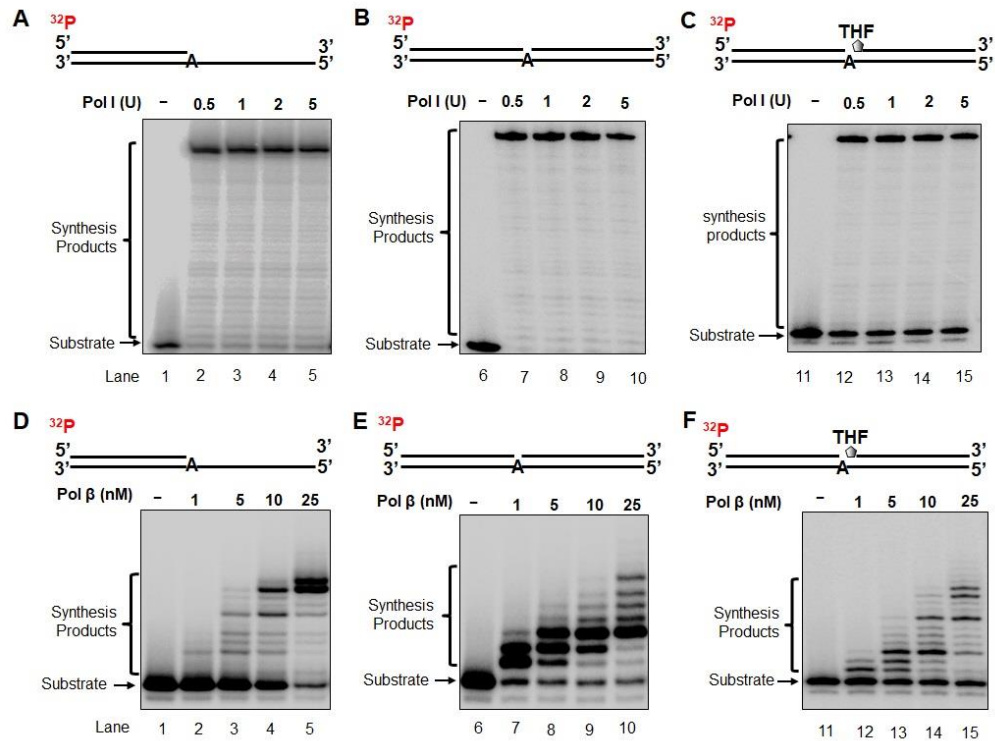 A
32P
5’
3’
3’
A
5’
Pol I (U) – 0.5 1 2 5
Synthesis
Products
Substrate
Lane 1 2 3 4 5
B
32P
5’
3’
3’
A
5’
Pol I (U) – 0.5 1 2 5
Synthesis
Products
Substrate
6 7 8 9 10
C
32P
THF
5’
3’
3’
A
5’
Pol I (U) – 0.5 1 2 5
synthesis
products
Substrate
11 12 13 14 15
D
32P
5’
3’
3’
A
5’
Pol β (nM) – 1 5 10 25
Synthesis
Products
Substrate
Lane 1 2 3 4 5
E
32P
5’
3’
3’
A
5’
Pol β (nM) – 1 5 10 25
Synthesis
Products
Substrate
6 7 8 9 10
F
32P
THF
5’
3’
3’
A
5’
Pol β (nM) – 1 5 10 25
Synthesis
Products
Substrate
11 12 13 14 15